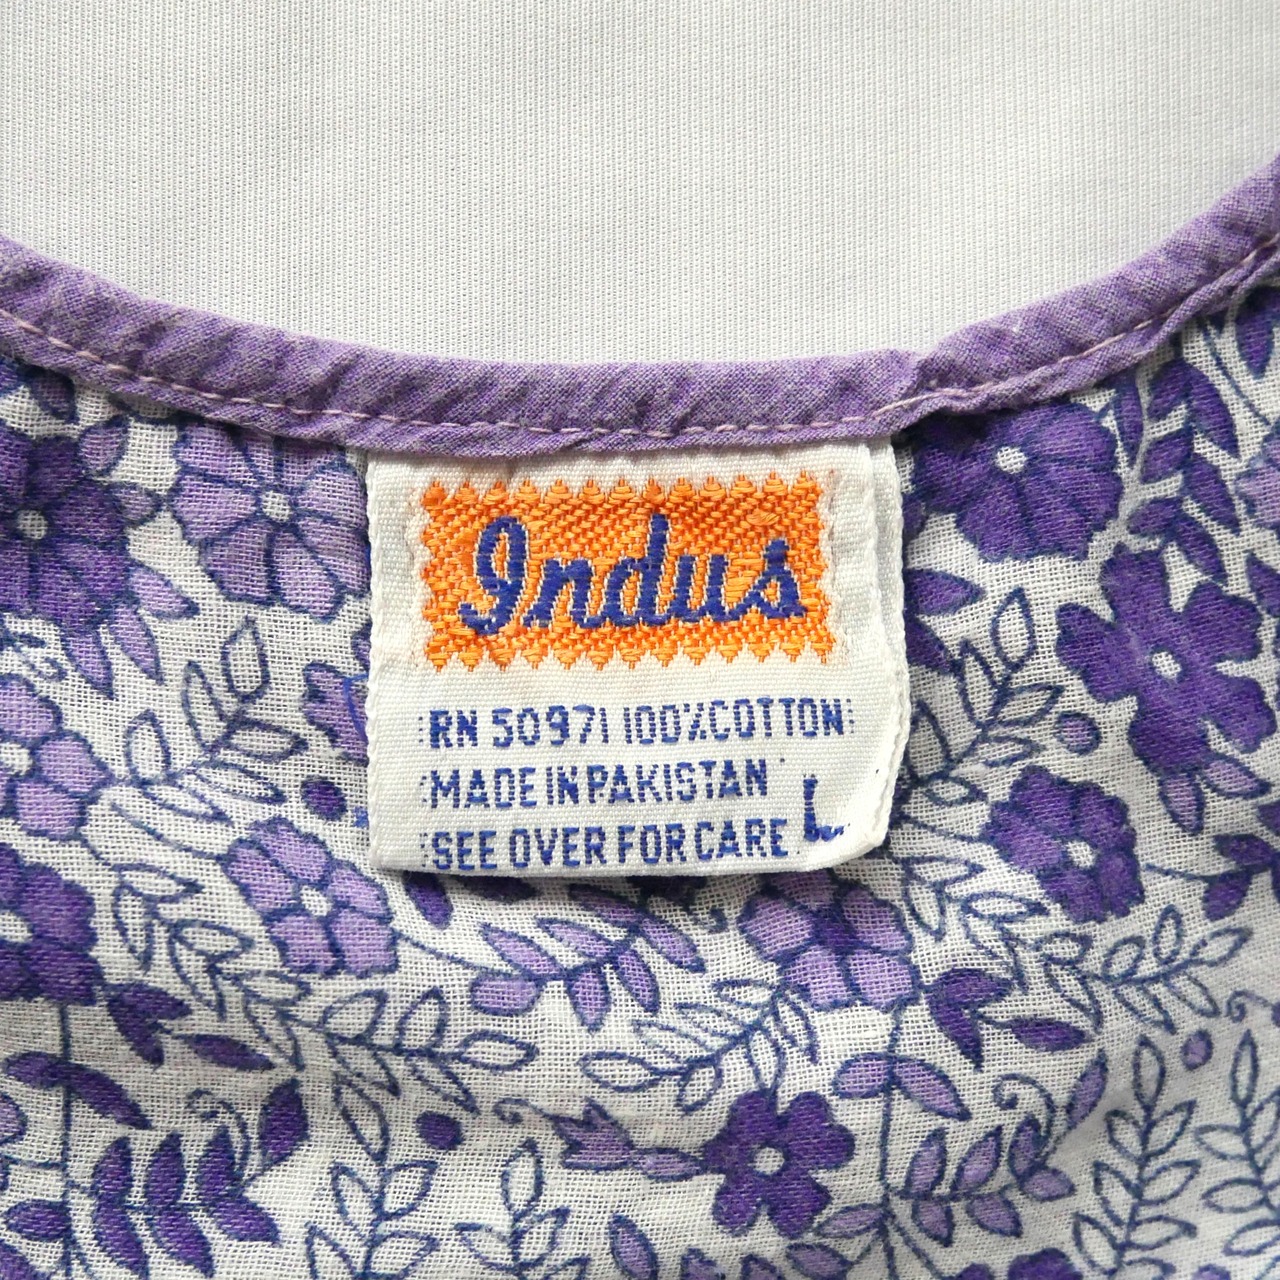 Indus
RN 50971 100% COTTON
MADE IN PAKISTAN
SEE OVER FOR CARE L